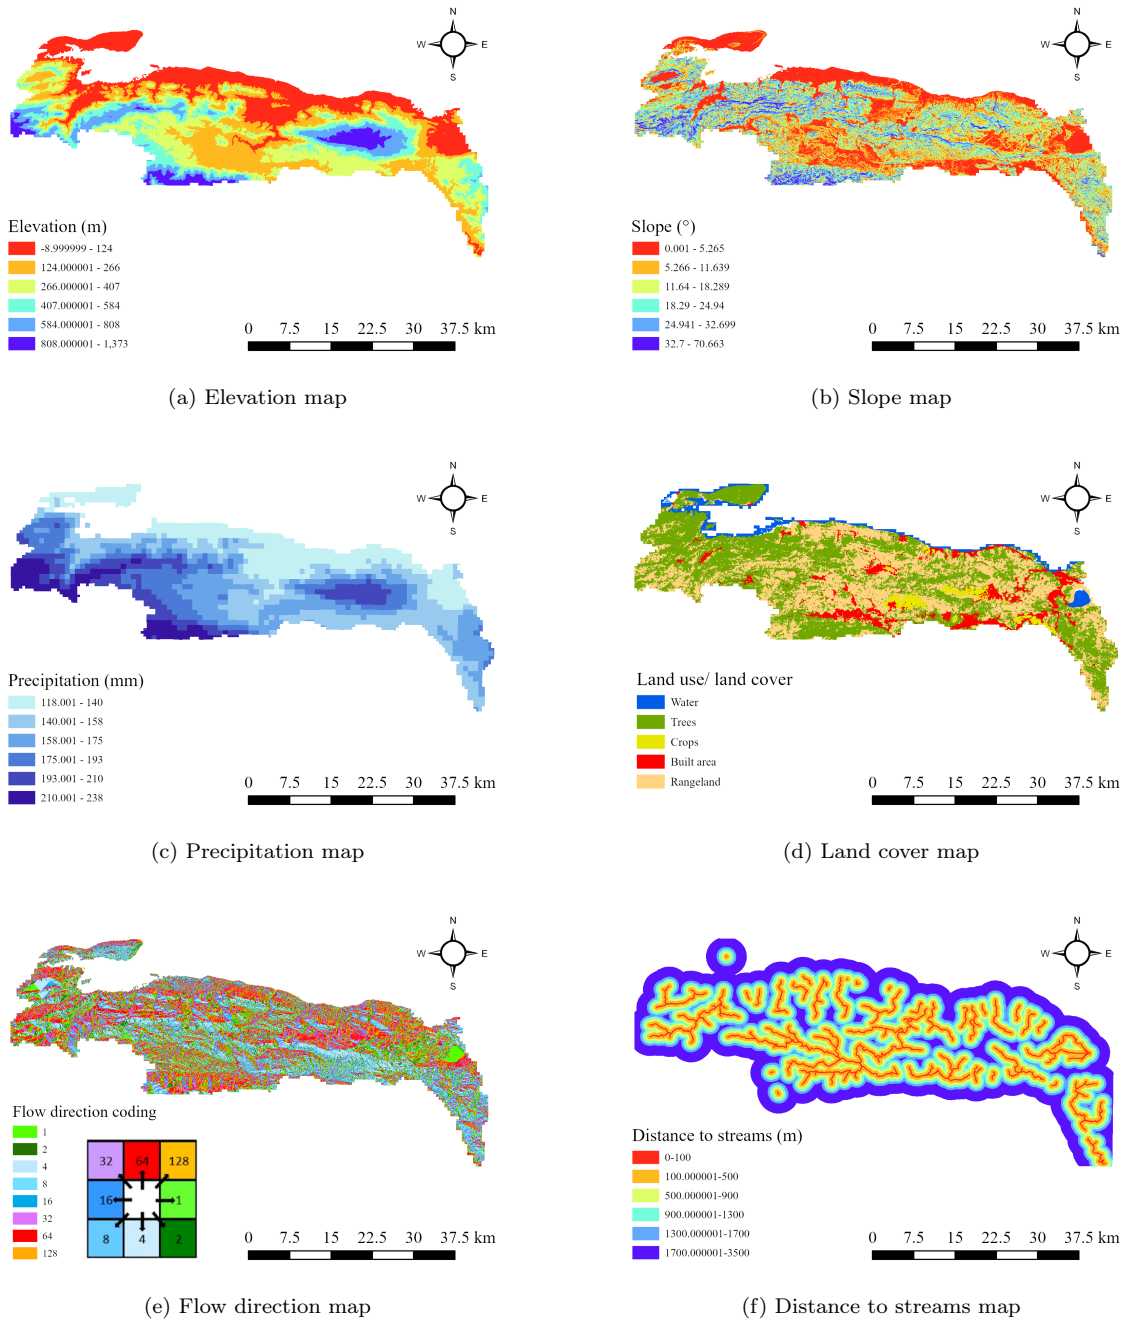 N
W E
S
Elevation (m)
-8.999999 - 124
124.000001 - 266
266.000001 - 407
407.000001 - 584
584.000001 - 808
808.000001 - 1,373
0 7.5 15 22.5 30 37.5 km
(a) Elevation map
N
W E
S
Slope (°)
0.001 - 5.265
5.266 - 11.639
11.64 - 18.289
18.29 - 24.94
24.941 - 32.699
32.7 - 70.663
0 7.5 15 22.5 30 37.5 km
(b) Slope map
N
W E
S
Precipitation (mm)
118.001 - 140
140.001 - 158
158.001 - 175
175.001 - 193
193.001 - 210
210.001 - 238
0 7.5 15 22.5 30 37.5 km
(c) Precipitation map
N
W E
S
Land use/ land cover
Water
Trees
Crops
Built area
Rangeland
0 7.5 15 22.5 30 37.5 km
(d) Land cover map
N
W E
S
Flow direction coding
1
2
4
8
16
32
64
128
32 64 128
16 1
8 4 2
0 7.5 15 22.5 30 37.5 km
(e) Flow direction map
N
W E
S
Distance to streams (m)
0-100
100.000001-500
500.000001-900
900.000001-1300
1300.000001-1700
1700.000001-3500
0 7.5 15 22.5 30 37.5 km
(f) Distance to streams map